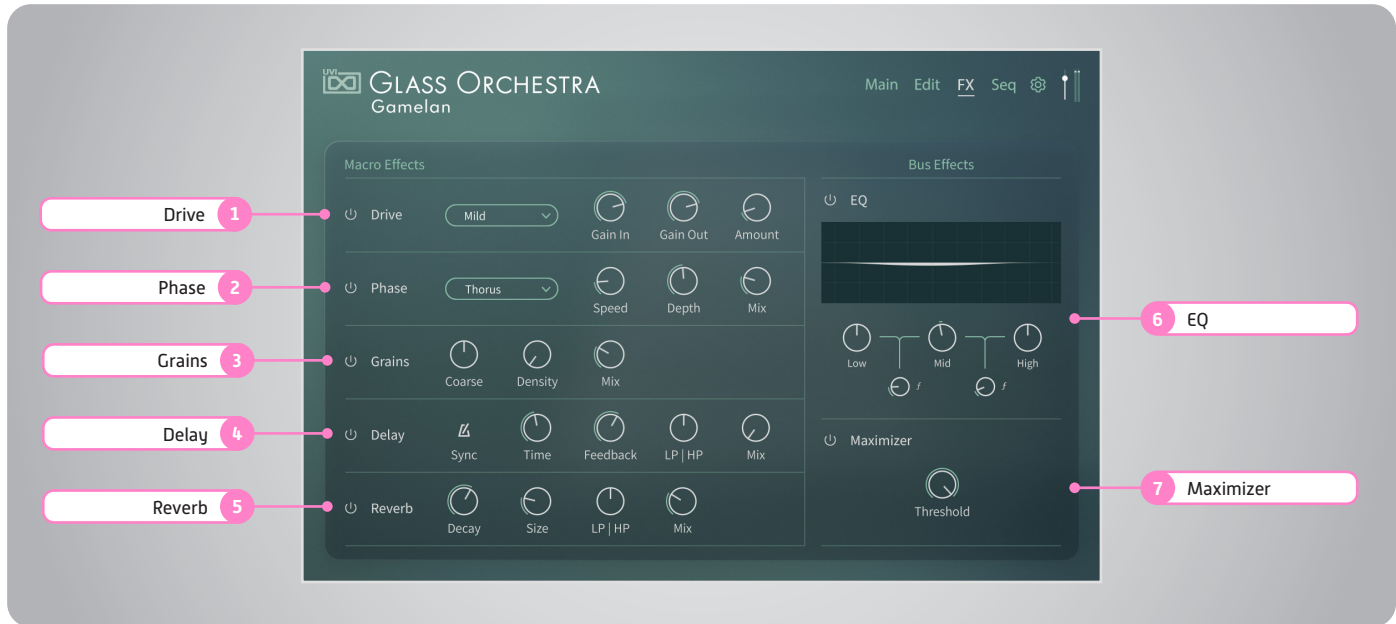 UVI
GLASS ORCHESTRA
Gamelan
Main Edit FX Seq
Macro Effects
Bus Effects
Drive 1
Drive
Mild
Gain In
Gain Out
Amount
Phase 2
Phase
Thorus
Speed
Depth
Mix
Grains 3
Grains
Coarse
Density
Mix
Delay 4
Delay
Sync
Time
Feedback
LP | HP
Mix
Reverb 5
Reverb
Decay
Size
LP | HP
Mix
EQ
Low
Mid
High
f
f
6 EQ
Maximizer
Threshold
7 Maximizer